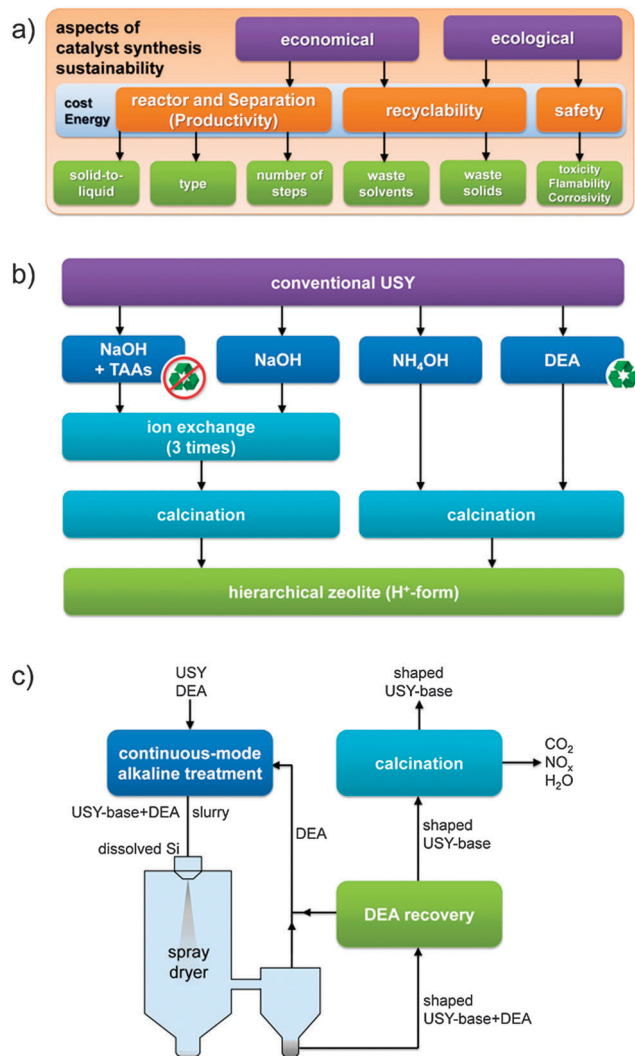 a)
aspects of
catalyst synthesis
sustainability
economical
ecological
cost
Energy
reactor and Separation
(Productivity)
recyclability
safety
solid-to-
liquid
type
number of
steps
waste
solvents
waste
solids
toxicity
Flamability
Corrosivity
b)
conventional USY
NaOH
+ TAAs
NaOH
NH₄OH
DEA
ion exchange
(3 times)
calcination
calcination
hierarchical zeolite (H⁺-form)
c)
USY
DEA
continuous-mode
alkaline treatment
USY-base+DEA
slurry
dissolved Si
spray
dryer
DEA
shaped
USY-base
calcination
CO₂
NOₓ
H₂O
shaped
USY-base
DEA recovery
shaped
USY-base+DEA